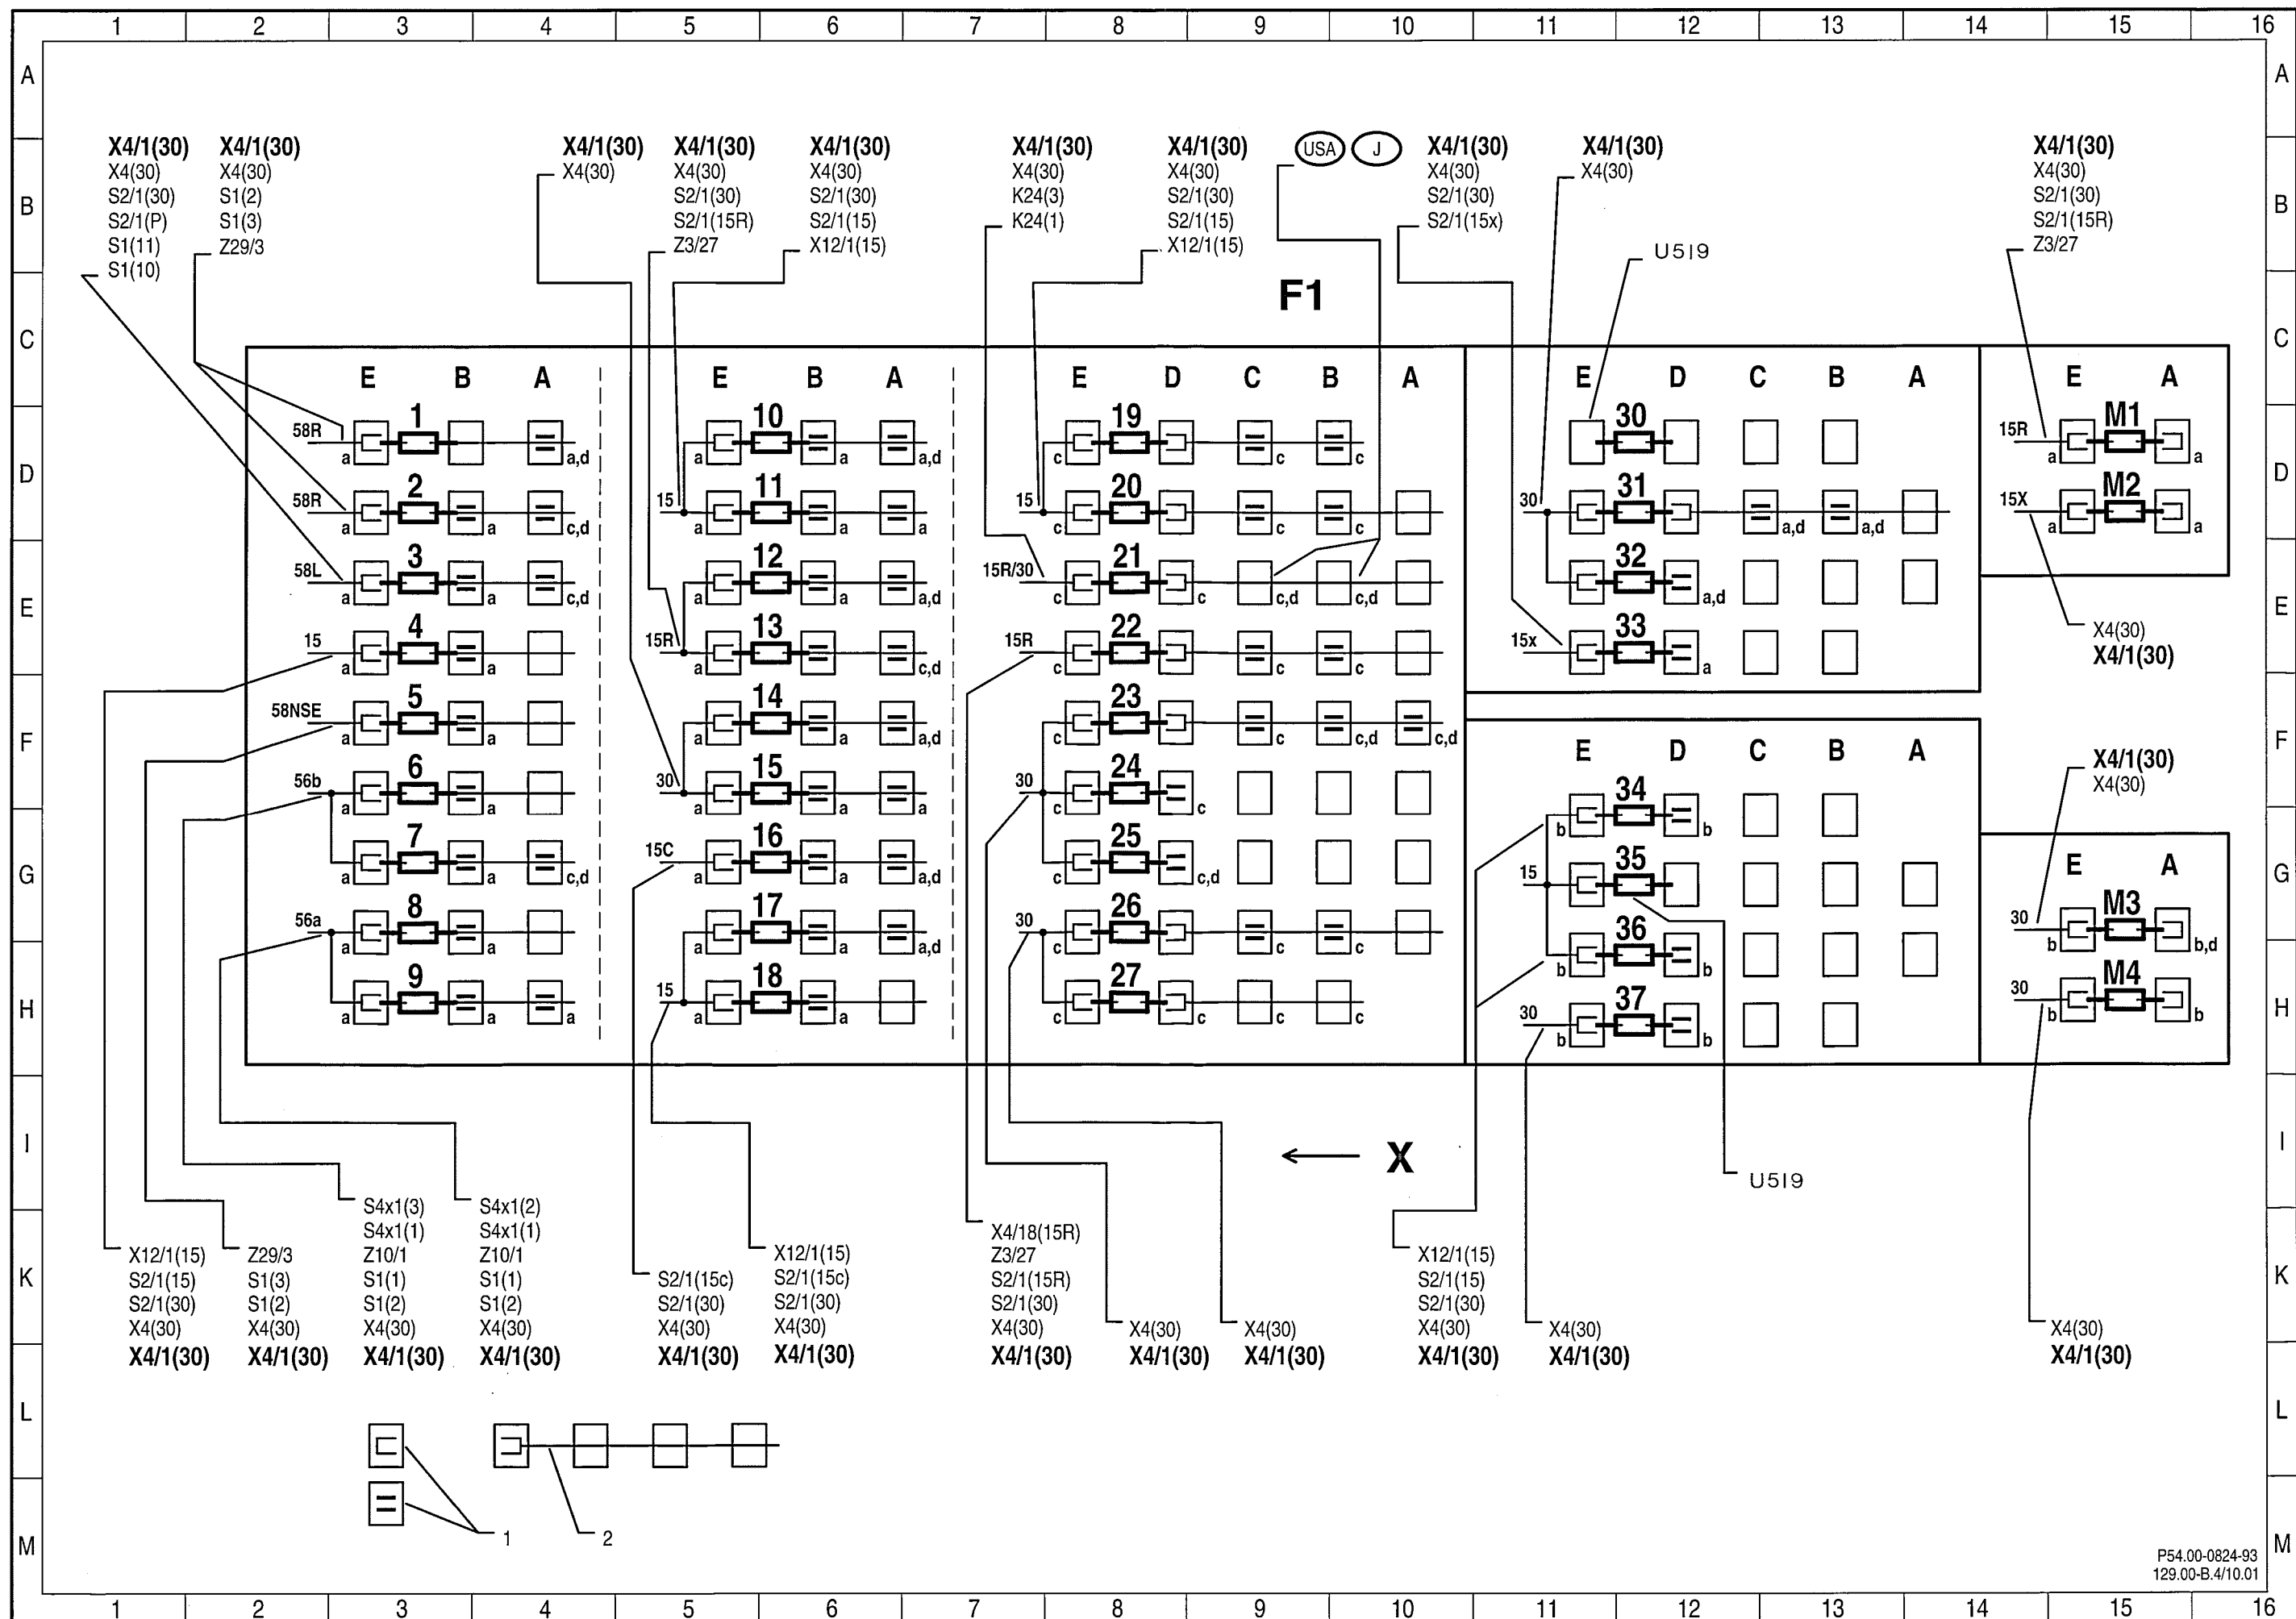 1 2 3 4 5 6 7 8 9 10 11 12 13 14 15 16
A A
X4/1(30)
X4(30)
S2/1(30)
S2/1(P)
S1(11)
S1(10)
X4/1(30)
X4(30)
S1(2)
S1(3)
Z29/3
X4/1(30)
X4(30)
X4/1(30)
X4(30)
S2/1(30)
S2/1(15R)
Z3/27
X4/1(30)
X4(30)
S2/1(30)
S2/1(15)
X12/1(15)
X4/1(30)
X4(30)
K24(3)
K24(1)
X4/1(30)
X4(30)
S2/1(30)
S2/1(15)
X12/1(15)
USA J
X4/1(30)
X4(30)
S2/1(30)
S2/1(15x)
X4/1(30)
X4(30)
U519
X4/1(30)
X4(30)
S2/1(30)
S2/1(15R)
Z3/27
B B
F1
C C
E B A
58R a 1 a,d
58R a 2 a c,d
58L a 3 a c,d
15 a 4 a
58NSE a 5 a
56b a 6 a
a 7 a c,d
56a a 8 a
a 9 a a
E B A
a 10 a a,d
15 a 11 a a
a 12 a a,d
15R a 13 a c,d
a 14 a a,d
30 a 15 a a
15C a 16 a a,d
a 17 a a,d
15 a 18 a
E D C B A
c 19 c c
15 c 20 c c
15R/30 c 21 c c,d c,d
15R c 22 c c
c 23 c c,d c,d
30 c 24 c
c 25 c,d
30 c 26 c c
c 27 c c c
E D C B A
30
30 31 a,d a,d
32 a,d
15x 33 a
E D C B A
b 34 b
15 35
b 36 b
30 b 37 b
E A
15R a M1 a
15X a M2 a
X4(30)
X4/1(30)
X4/1(30)
X4(30)
E A
30 b M3 b,d
30 b M4 b
D D
E E
F F
G G
H H
I I
X
U519
X12/1(15)
S2/1(15)
S2/1(30)
X4(30)
X4/1(30)
Z29/3
S1(3)
S1(2)
X4(30)
X4/1(30)
S4x1(3)
S4x1(1)
Z10/1
S1(1)
S1(2)
X4(30)
X4/1(30)
S4x1(2)
S4x1(1)
Z10/1
S1(1)
S1(2)
X4(30)
X4/1(30)
S2/1(15c)
S2/1(30)
X4(30)
X4/1(30)
X12/1(15)
S2/1(15c)
S2/1(30)
X4(30)
X4/1(30)
X4/18(15R)
Z3/27
S2/1(15R)
S2/1(30)
X4(30)
X4/1(30)
X4(30)
X4/1(30)
X4(30)
X4/1(30)
X12/1(15)
S2/1(15)
S2/1(30)
X4(30)
X4/1(30)
X4(30)
X4/1(30)
X4(30)
X4/1(30)
K K
L L
1 2
M M
P54.00-0824-93
129.00-B.4/10.01
1 2 3 4 5 6 7 8 9 10 11 12 13 14 15 16